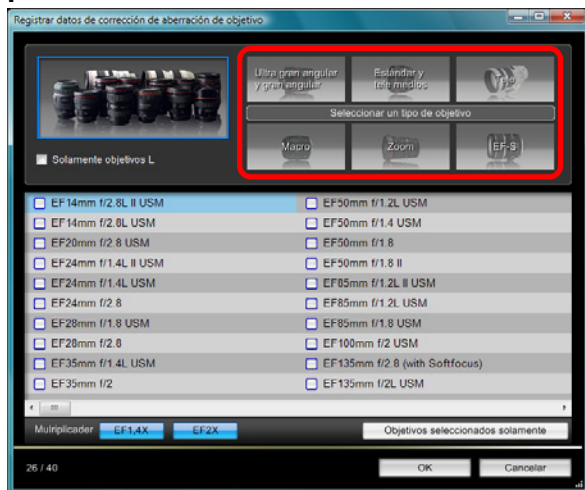 Registrar datos de corrección de aberración de objetivo
Ultra gran angular
y gran angular
Estándar y
tele medios
Tele
Seleccionar un tipo de objetivo
Macro
Zoom
EF-S
Solamente objetivos L
EF14mm f/2.8L II USM
EF14mm f/2.8L USM
EF20mm f/2.8 USM
EF24mm f/1.4L II USM
EF24mm f/1.4L USM
EF24mm f/2.8
EF28mm f/1.8 USM
EF28mm f/2.8
EF35mm f/1.4L USM
EF35mm f/2
EF50mm f/1.2L USM
EF50mm f/1.4 USM
EF50mm f/1.8
EF50mm f/1.8 II
EF85mm f/1.2L II USM
EF85mm f/1.2L USM
EF85mm f/1.8 USM
EF100mm f/2 USM
EF135mm f/2.8 (with Softfocus)
EF135mm f/2L USM
Mulriplicador
EF1,4X
EF2X
Objetivos seleccionados solamente
26 / 40
OK
Cancelar